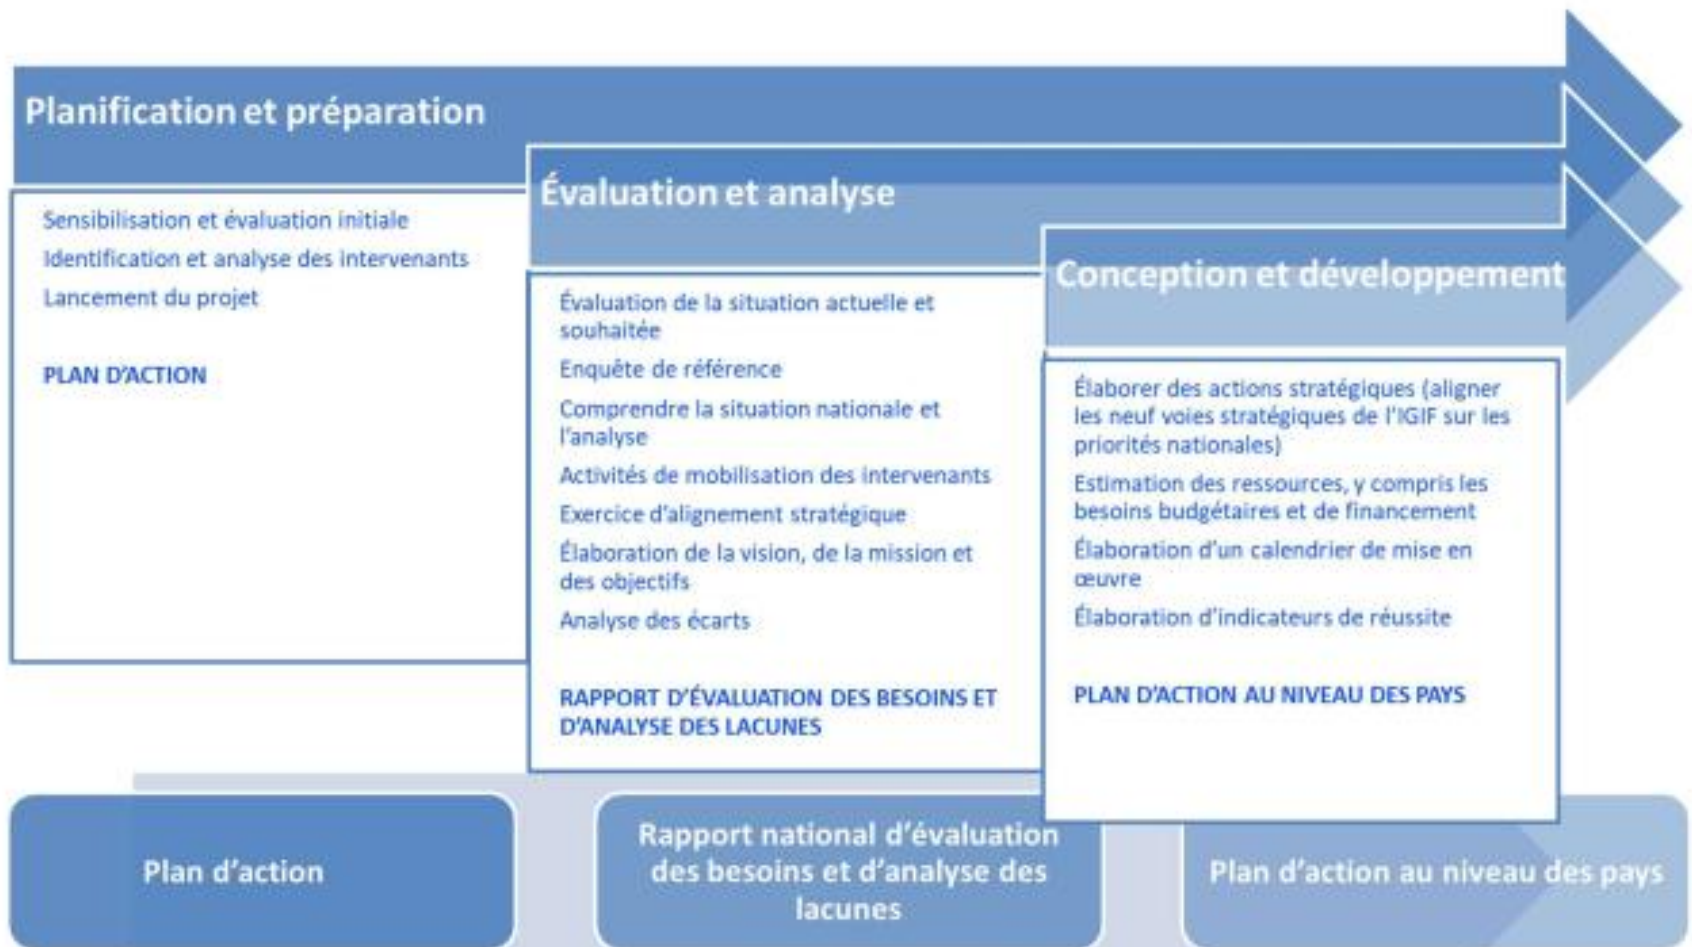 Planification et préparation
Sensibilisation et évaluation initiale
Identification et analyse des intervenants
Lancement du projet
PLAN D'ACTION
Évaluation et analyse
Évaluation de la situation actuelle et
souhaitée
Enquête de référence
Comprendre la situation nationale et
l'analyse
Activités de mobilisation des intervenants
Exercice d'alignement stratégique
Élaboration de la vision, de la mission et
des objectifs
Analyse des écarts
RAPPORT D'ÉVALUATION DES BESOINS ET
D'ANALYSE DES LACUNES
Conception et développement
Élaborer des actions stratégiques (aligner
les neuf voies stratégiques de l'IGIF sur les
priorités nationales)
Estimation des ressources, y compris les
besoins budgétaires et de financement
Élaboration d'un calendrier de mise en
œuvre
Élaboration d'indicateurs de réussite
PLAN D'ACTION AU NIVEAU DES PAYS
Plan d'action
Rapport national d'évaluation
des besoins et d'analyse des
lacunes
Plan d'action au niveau des pays